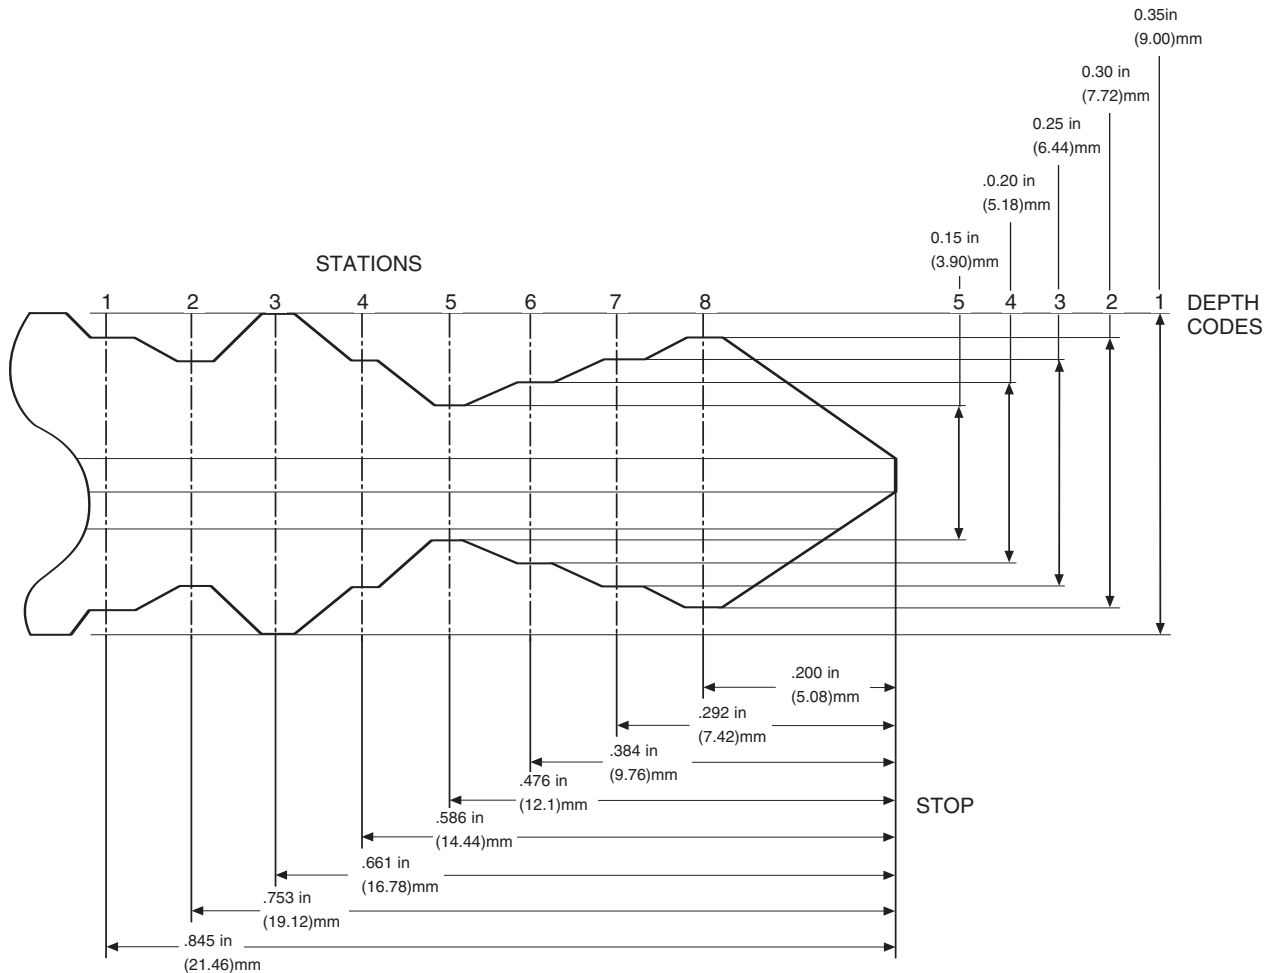 0.35in
(9.00)mm
0.30 in
(7.72)mm
0.25 in
(6.44)mm
.0.20 in
(5.18)mm
0.15 in
(3.90)mm
STATIONS
1 2 3 4 5 6 7 8 5 4 3 2 1 DEPTH
CODES
.200 in
(5.08)mm
.292 in
(7.42)mm
.384 in
(9.76)mm
.476 in
(12.1)mm
STOP
.586 in
(14.44)mm
.661 in
(16.78)mm
.753 in
(19.12)mm
.845 in
(21.46)mm